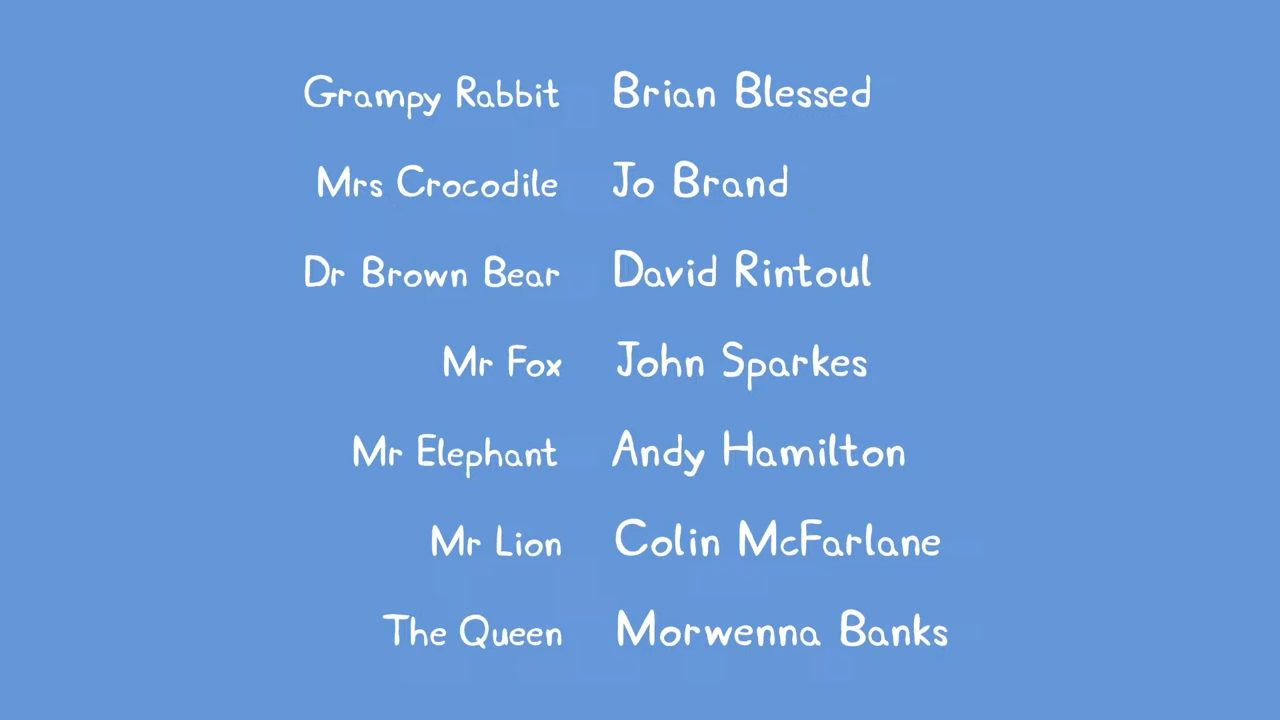 Grampy Rabbit Brian Blessed
Mrs Crocodile Jo Brand
Dr Brown Bear David Rintoul
Mr Fox John Sparkes
Mr Elephant Andy Hamilton
Mr Lion Colin McFarlane
The Queen Morwenna Banks